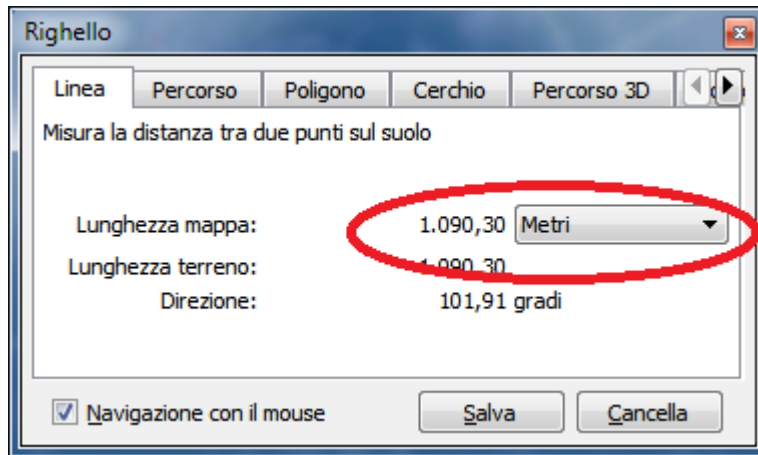 Righello
Linea Percorso Poligono Cerchio Percorso 3D
Misura la distanza tra due punti sul suolo
Lunghezza mappa: 1.090,30 Metri
Lunghezza terreno: 1.090,30
Direzione: 101,91 gradi
Navigazione con il mouse Salva Cancella